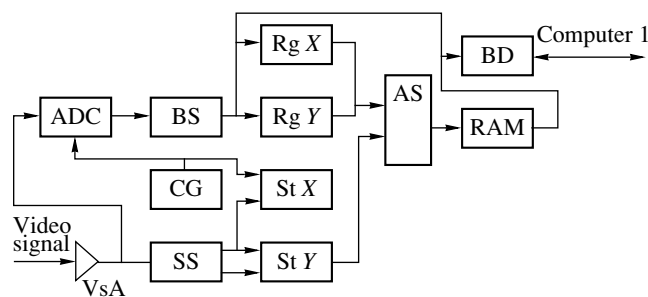 Rg X
BD
Computer 1
AS
ADC
BS
Rg Y
RAM
CG
St X
Video
signal
VsA
SS
St Y